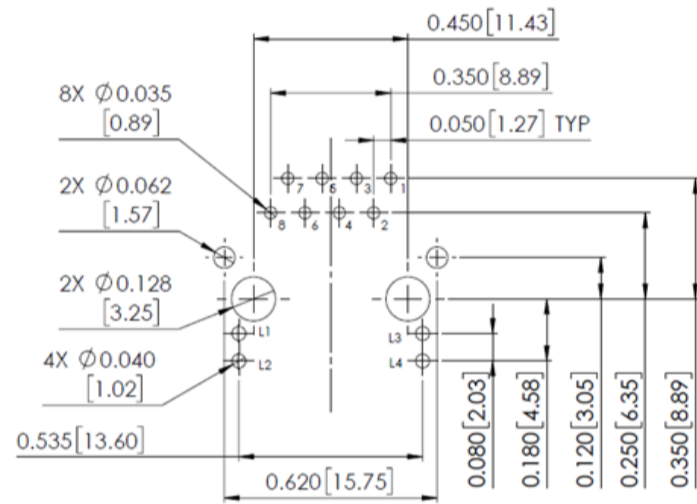 0.450[11.43]
0.350[8.89]
0.050[1.27] TYP
8X Ø0.035
[0.89]
2X Ø0.062
[1.57]
2X Ø0.128
[3.25]
4X Ø0.040
[1.02]
0.535[13.60]
0.620[15.75]
7 5 3 1
8 6 4 2
L1 L3
L2 L4
0.080[2.03]
0.180[4.58]
0.120[3.05]
0.250[6.35]
0.350[8.89]